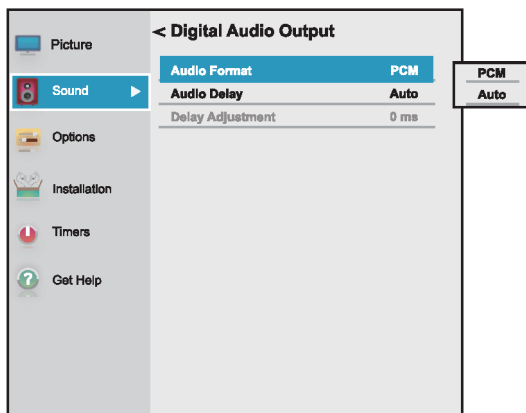 < Digital Audio Output
Picture
Sound
Options
Installation
Timers
Get Help
Audio Format PCM
Audio Delay Auto
Delay Adjustment 0 ms
PCM
Auto